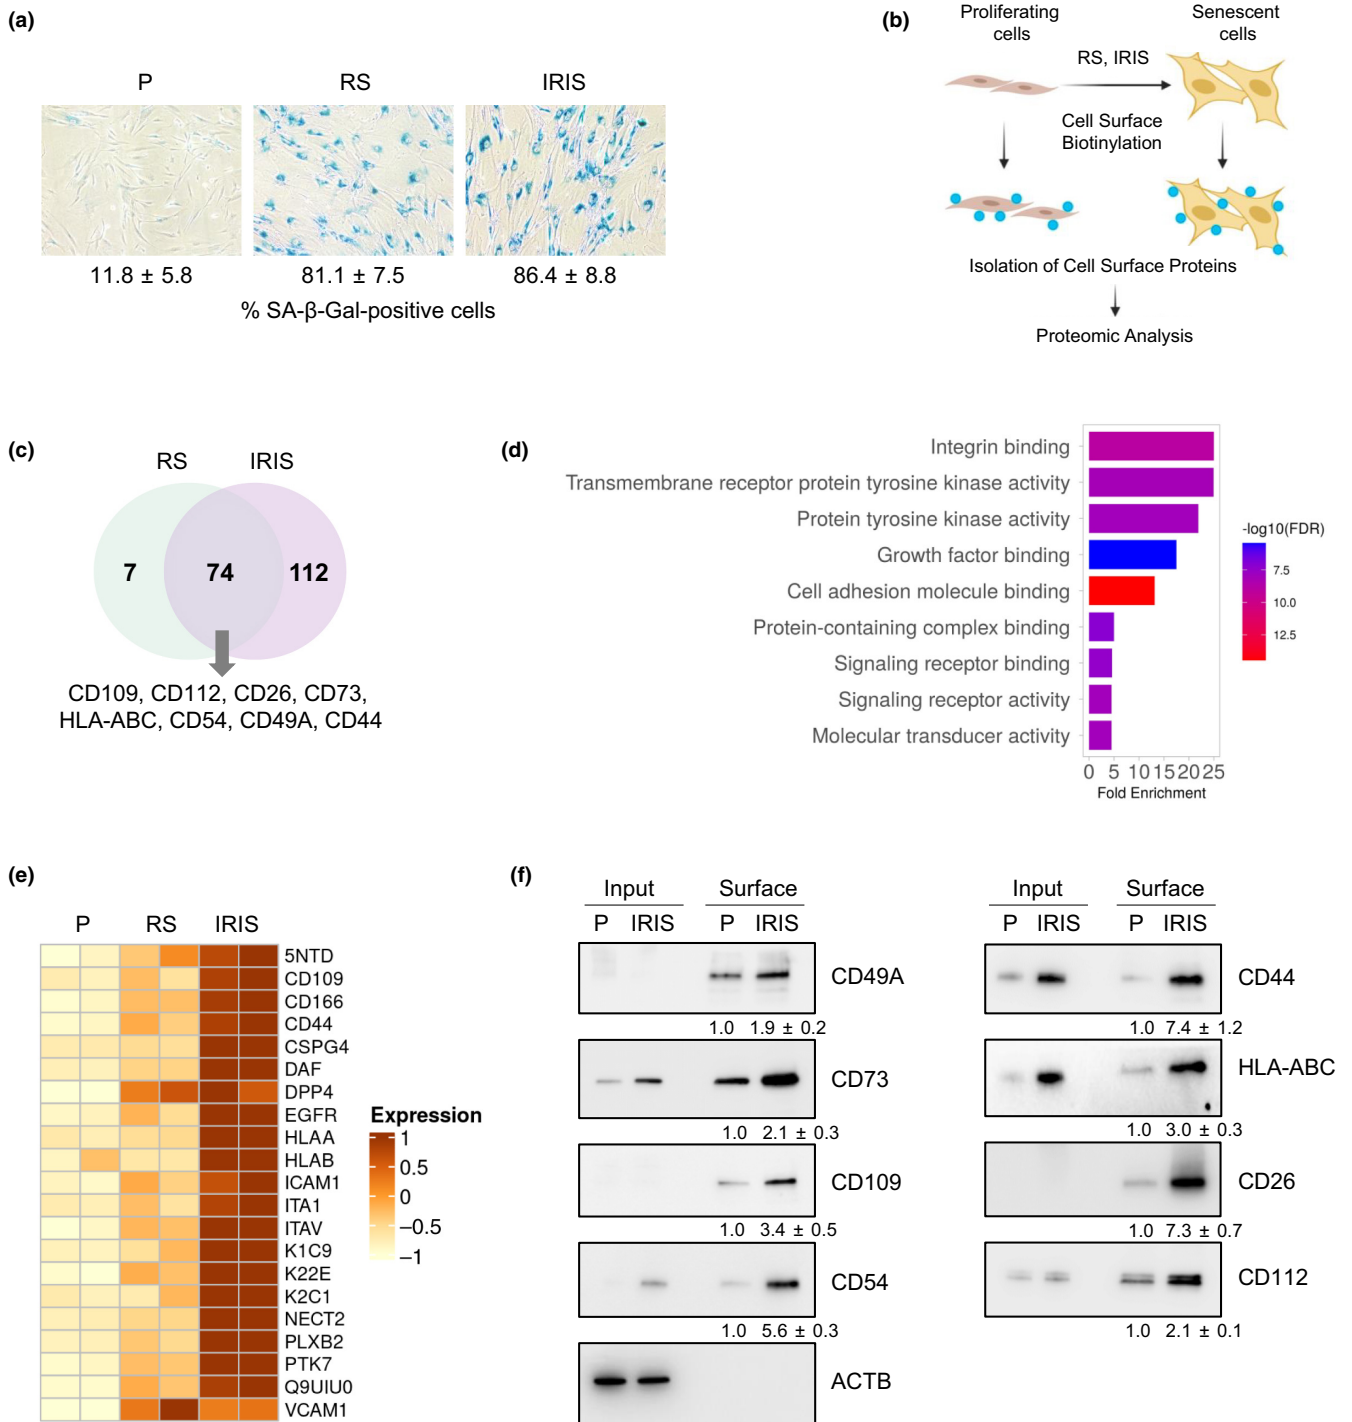 (a)
P RS IRIS
11.8 ± 5.8 81.1 ± 7.5 86.4 ± 8.8
% SA-β-Gal-positive cells
(b)
Proliferating
cells
Senescent
cells
RS, IRIS
Cell Surface
Biotinylation
Isolation of Cell Surface Proteins
Proteomic Analysis
(c)
RS IRIS
7 74 112
CD109, CD112, CD26, CD73,
HLA-ABC, CD54, CD49A, CD44
(d)
Integrin binding
Transmembrane receptor protein tyrosine kinase activity
Protein tyrosine kinase activity
Growth factor binding
Cell adhesion molecule binding
Protein-containing complex binding
Signaling receptor binding
Signaling receptor activity
Molecular transducer activity
0 5 10 15 20 25
Fold Enrichment
-log10(FDR)
7.5
10.0
12.5
(e)
P RS IRIS
5NTD
CD109
CD166
CD44
CSPG4
DAF
DPP4
EGFR
HLAA
HLAB
ICAM1
ITA1
ITAV
K1C9
K22E
K2C1
NECT2
PLXB2
PTK7
Q9UIU0
VCAM1
Expression
1
0.5
0
−0.5
−1
(f)
Input Surface
P IRIS P IRIS
CD49A
1.0 1.9 ± 0.2
CD73
1.0 2.1 ± 0.3
CD109
1.0 3.4 ± 0.5
CD54
1.0 5.6 ± 0.3
ACTB
Input Surface
P IRIS P IRIS
CD44
1.0 7.4 ± 1.2
HLA-ABC
1.0 3.0 ± 0.3
CD26
1.0 7.3 ± 0.7
CD112
1.0 2.1 ± 0.1